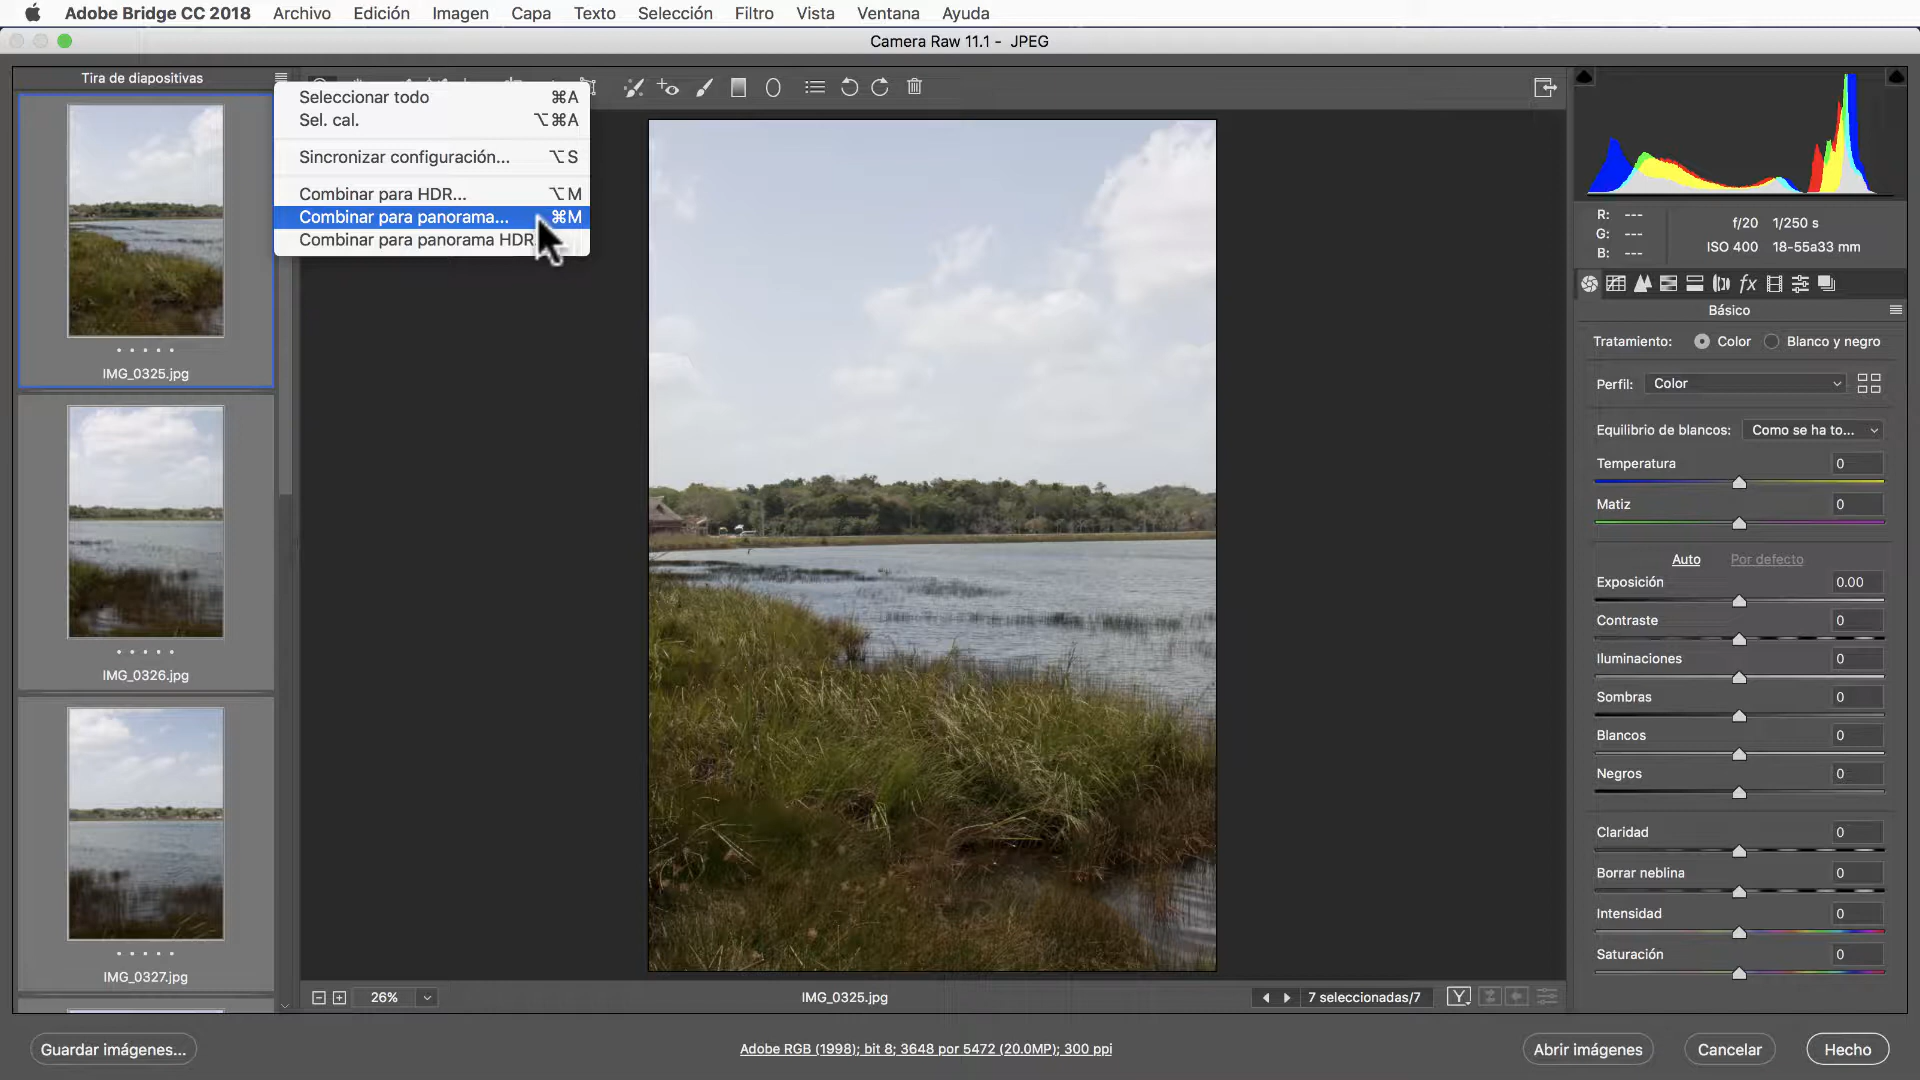 Adobe Bridge CC 2018 Archivo Edición Imagen Capa Texto Selección Filtro Vista Ventana Ayuda
Camera Raw 11.1 - JPEG
Tira de diapositivas
Seleccionar todo ⌘A
Sel. cal. ⌥⌘A
Sincronizar configuración... ⌥S
Combinar para HDR... ⌥M
Combinar para panorama... ⌘M
Combinar para panorama HDR
IMG_0325.jpg
IMG_0326.jpg
IMG_0327.jpg
R: ---
G: ---
B: ---
f/20 1/250 s
ISO 400 18-55a33 mm
fx
Básico
Tratamiento: Color Blanco y negro
Perfil: Color
Equilibrio de blancos: Como se ha to...
Temperatura 0
Matiz 0
Auto Por defecto
Exposición 0.00
Contraste 0
Iluminaciones 0
Sombras 0
Blancos 0
Negros 0
Claridad 0
Borrar neblina 0
Intensidad 0
Saturación 0
26% IMG_0325.jpg 7 seleccionadas/7 Y
Guardar imágenes... Adobe RGB (1998); bit 8; 3648 por 5472 (20.0MP); 300 ppi Abrir imágenes Cancelar Hecho